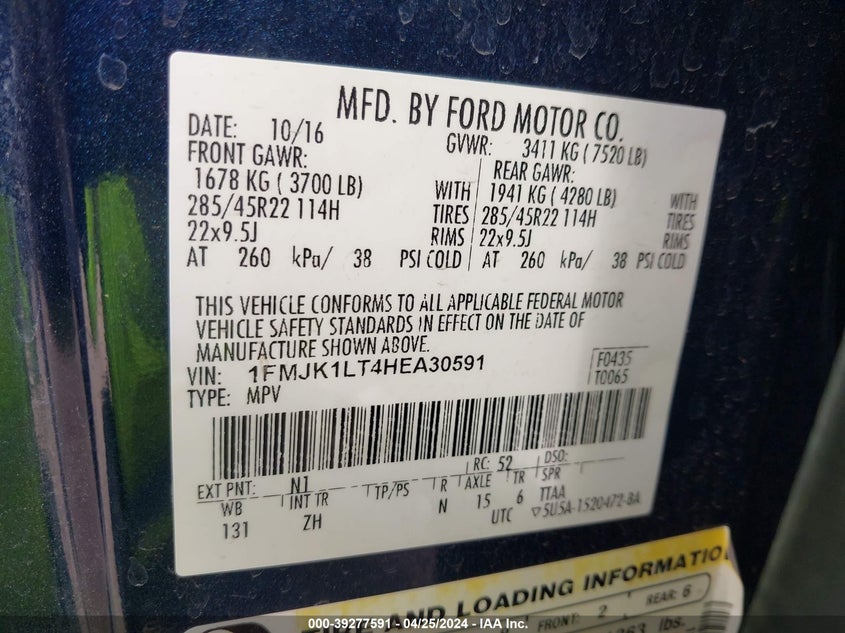 MFD. BY FORD MOTOR CO.
DATE: 10/16 GVWR: 3411 KG ( 7520 LB)
FRONT GAWR: REAR GAWR:
1678 KG ( 3700 LB) WITH 1941 KG ( 4280 LB) WITH
285/45R22 114H TIRES 285/45R22 114H TIRES
22x9.5J RIMS 22x9.5J RIMS
AT 260 kPa/ 38 PSI COLD AT 260 kPa/ 38 PSI COLD
THIS VEHICLE CONFORMS TO ALL APPLICABLE FEDERAL MOTOR
VEHICLE SAFETY STANDARDS IN EFFECT ON THE DATE OF
MANUFACTURE SHOWN ABOVE.
VIN: 1FMJK1LT4HEA30591 F0435
TYPE: MPV T0065
EXT PNT: N1 RC: 52 DSO:
WB INT TR TP/PS R AXLE TR SPR
131 ZH N 15 6 TTAA
UTC ▽5U5A-1520472-BA
TIRE AND LOADING INFORMATION
FRONT: 2 REAR: 6
lbs.
000-39277591 - 04/25/2024 - IAA Inc.